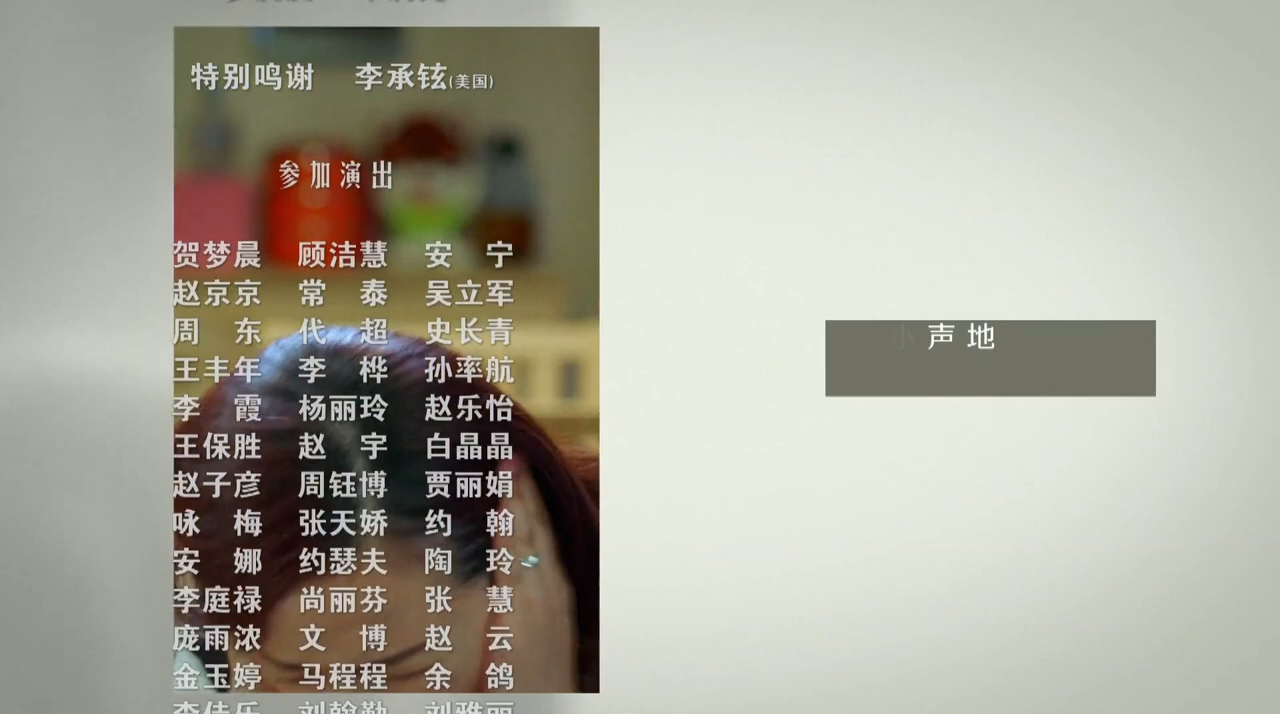 特别鸣谢 李承铉(美国)
参加演出
贺梦晨 顾洁慧 安宁
赵京京 常泰 吴立军
周东 代超 史长青
王丰年 李桦 孙率航
李霞 杨丽玲 赵乐怡
王保胜 赵宇 白晶晶
赵子彦 周钰博 贾丽娟
咏梅 张天娇 约翰
安娜 约瑟夫 陶玲
李庭禄 尚丽芬 张慧
庞雨浓 文博 赵云
金玉婷 马程程 余鸽
小声地